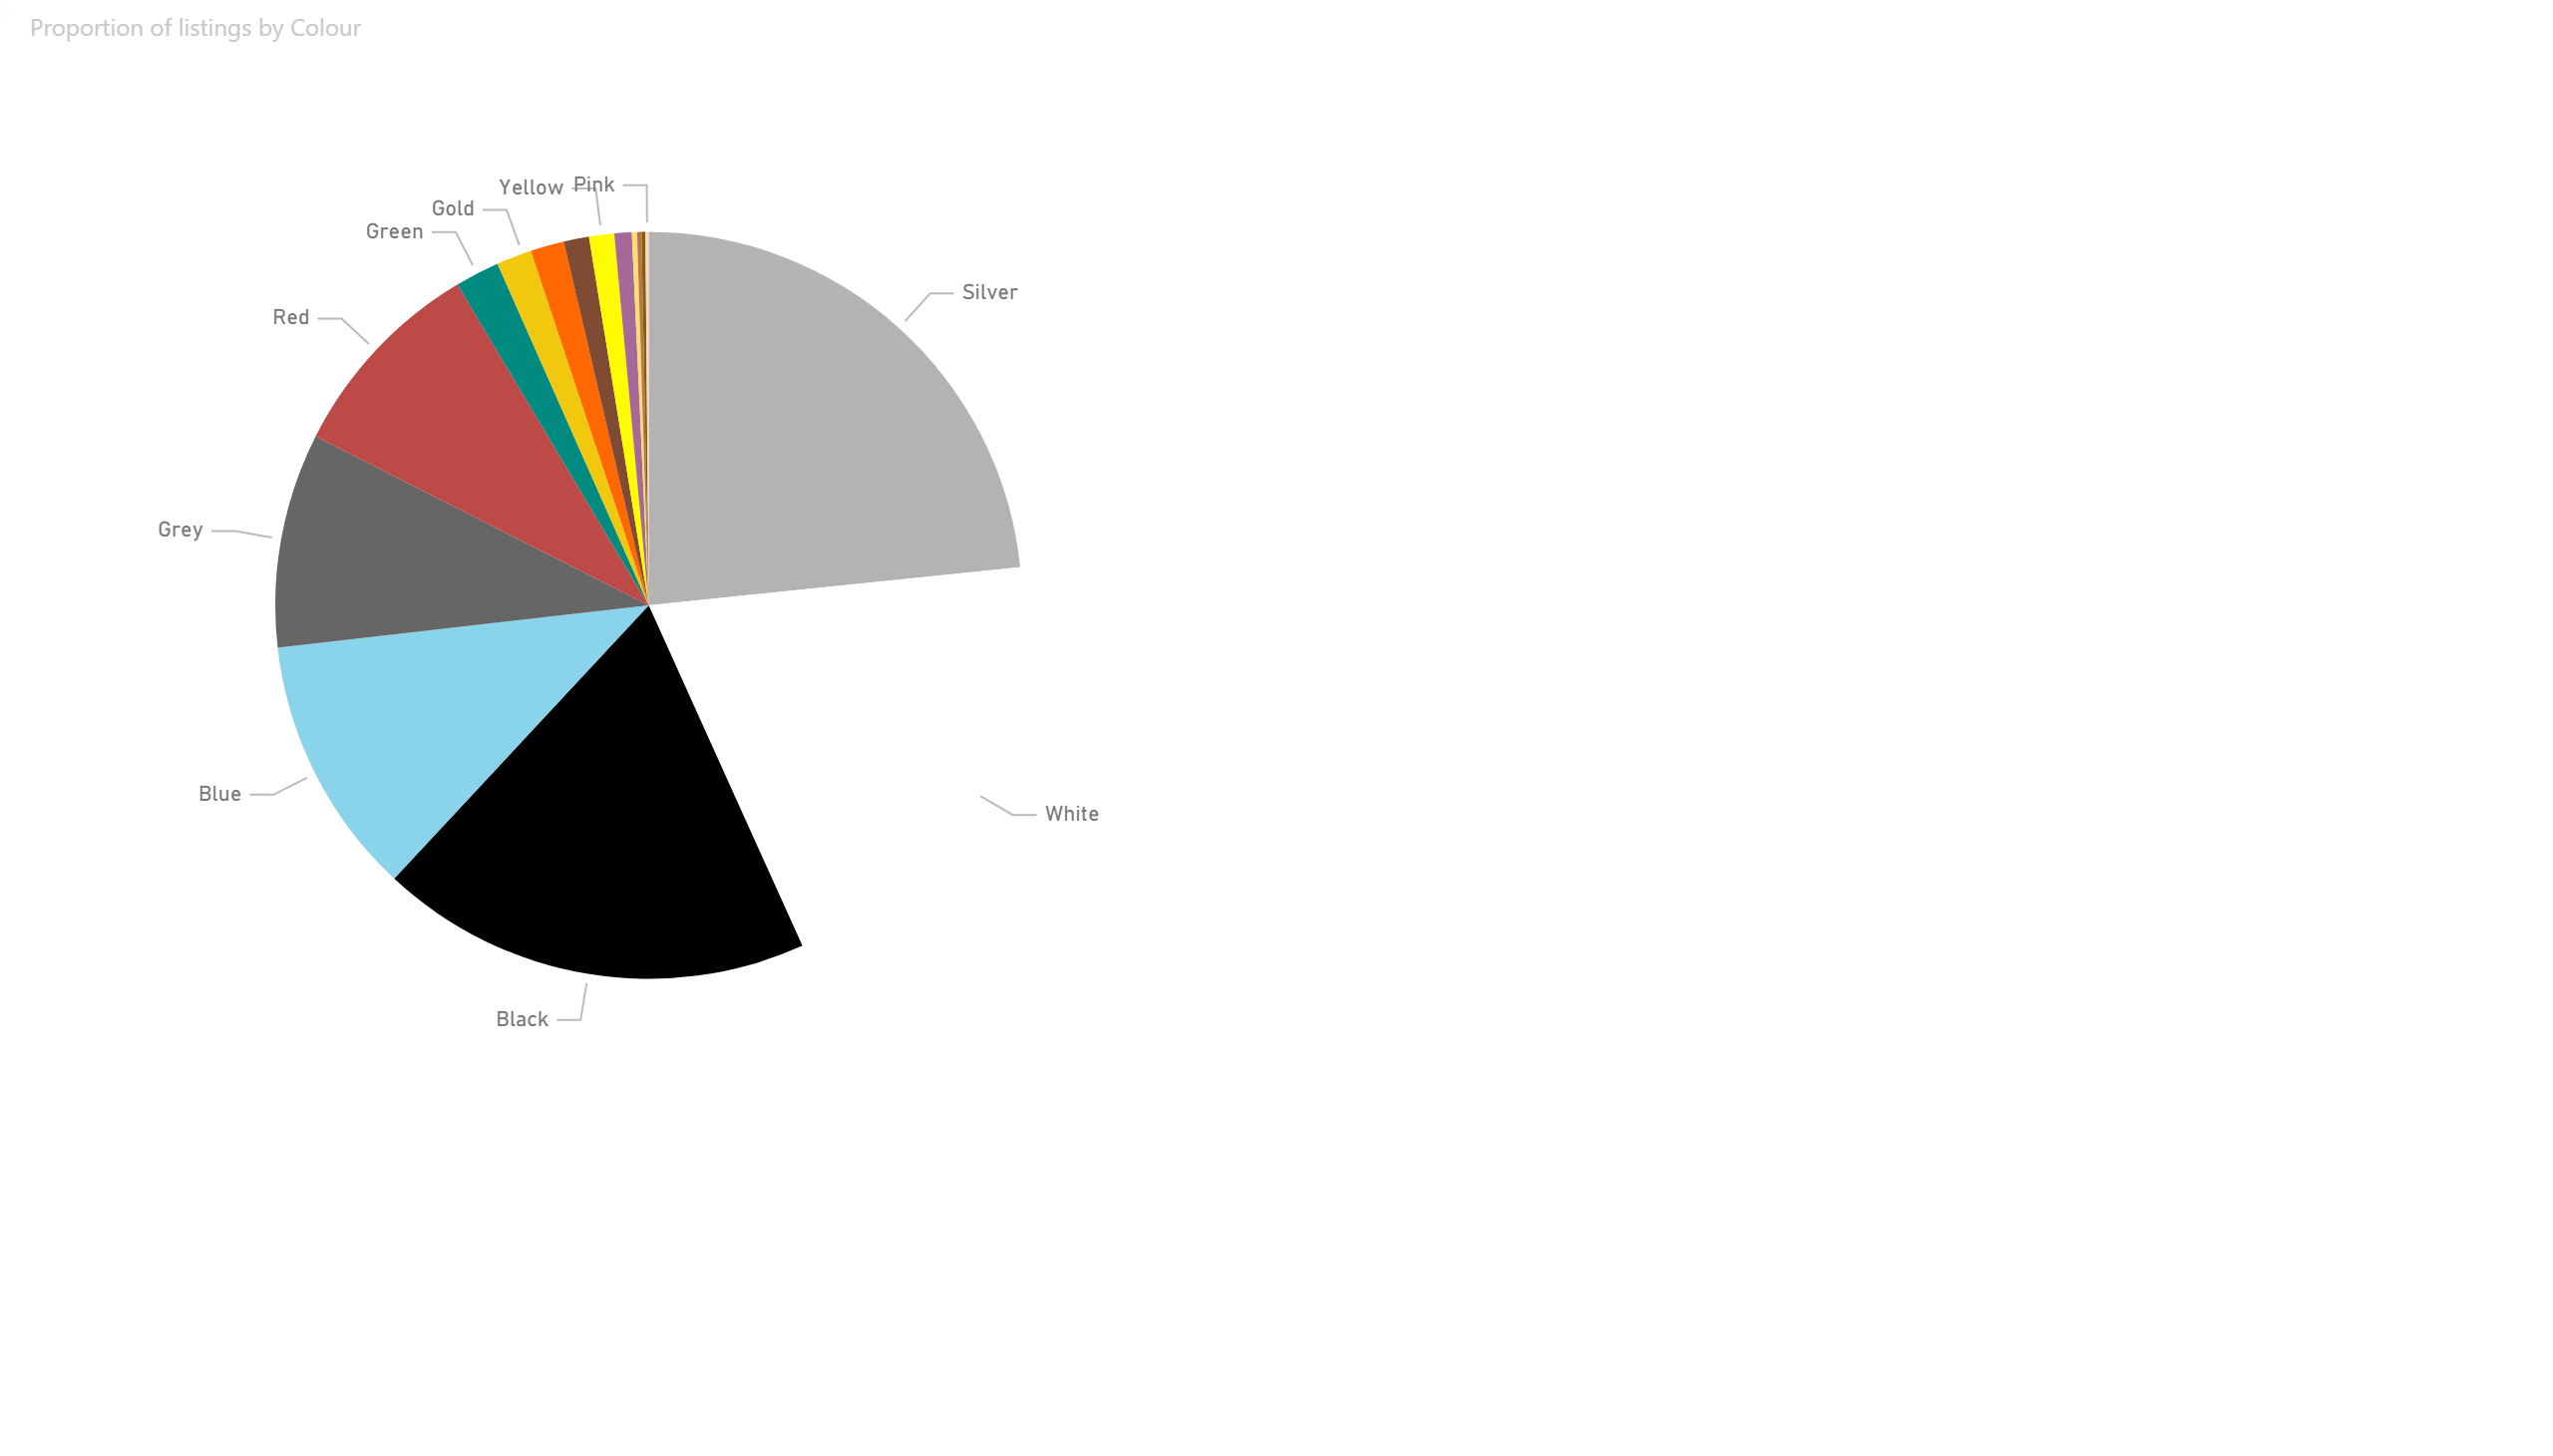 Proportion of listings by Colour
Yellow
Pink
Gold
Green
Silver
Red
Grey
Blue
White
Black